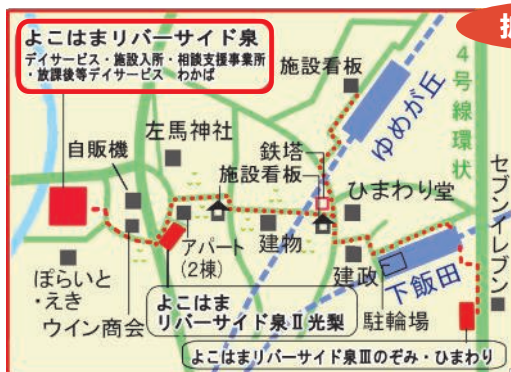 よこはまリバーサイド泉
デイサービス・施設入所・相談支援事業所
・放課後等デイサービス わかば
施設看板
ゆめが丘
4号線環状
左馬神社
自販機
鉄塔
施設看板
ひまわり堂
セブンイレブン
アパート
(2棟)
建物
建政
下飯田
ぽらいと
・えき
ウイン商会
よこはま
リバーサイド泉Ⅱ光梨
駐輪場
よこはまリバーサイド泉Ⅲのぞみ・ひまわり